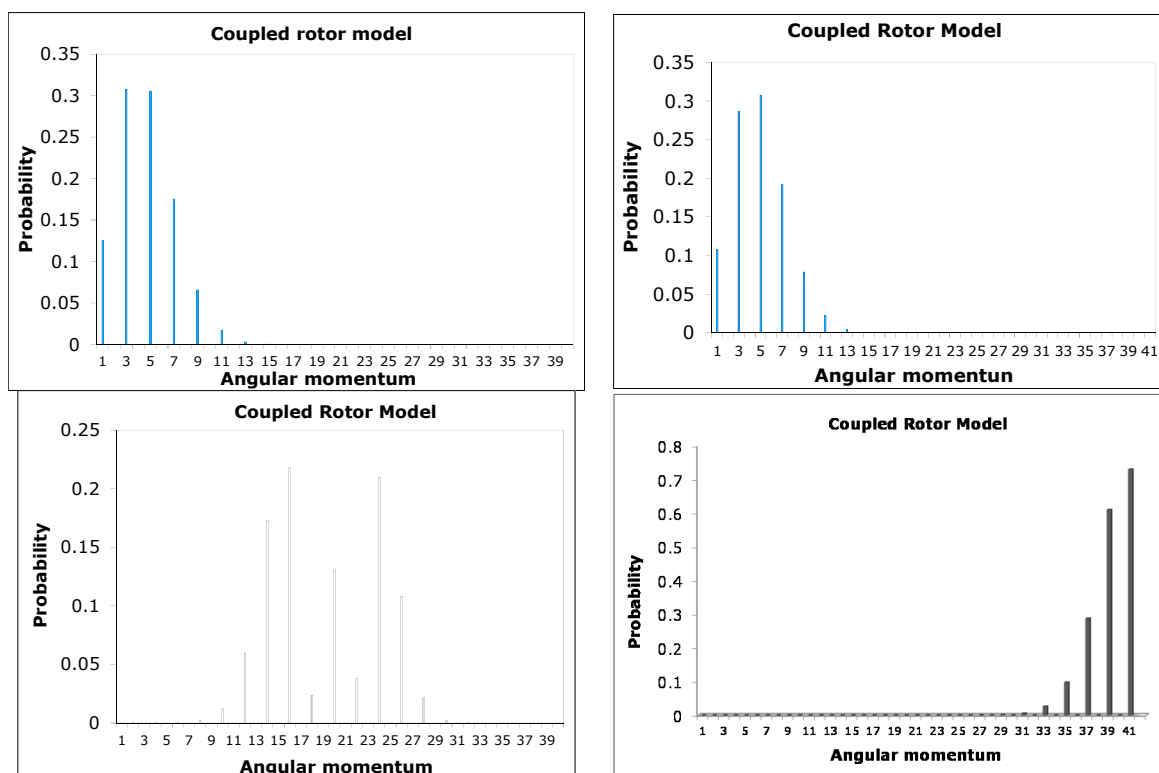 Coupled rotor model
0.35
0.3
0.25
0.2
0.15
0.1
0.05
0
Probability
1 3 5 7 9 11 13 15 17 19 21 23 25 27 29 31 33 35 37 39
Angular momentum
Coupled Rotor Model
0.35
0.3
0.25
0.2
0.15
0.1
0.05
0
Probability
1 3 5 7 9 11 13 15 17 19 21 23 25 27 29 31 33 35 37 39 41
Angular momentun
Coupled Rotor Model
0.25
0.2
0.15
0.1
0.05
0
Probability
1 3 5 7 9 11 13 15 17 19 21 23 25 27 29 31 33 35 37 39
Angular momentum
Coupled Rotor Model
0.8
0.7
0.6
0.5
0.4
0.3
0.2
0.1
0
Probability
1 3 5 7 9 11 13 15 17 19 21 23 25 27 29 31 33 35 37 39 41
Angular momentum